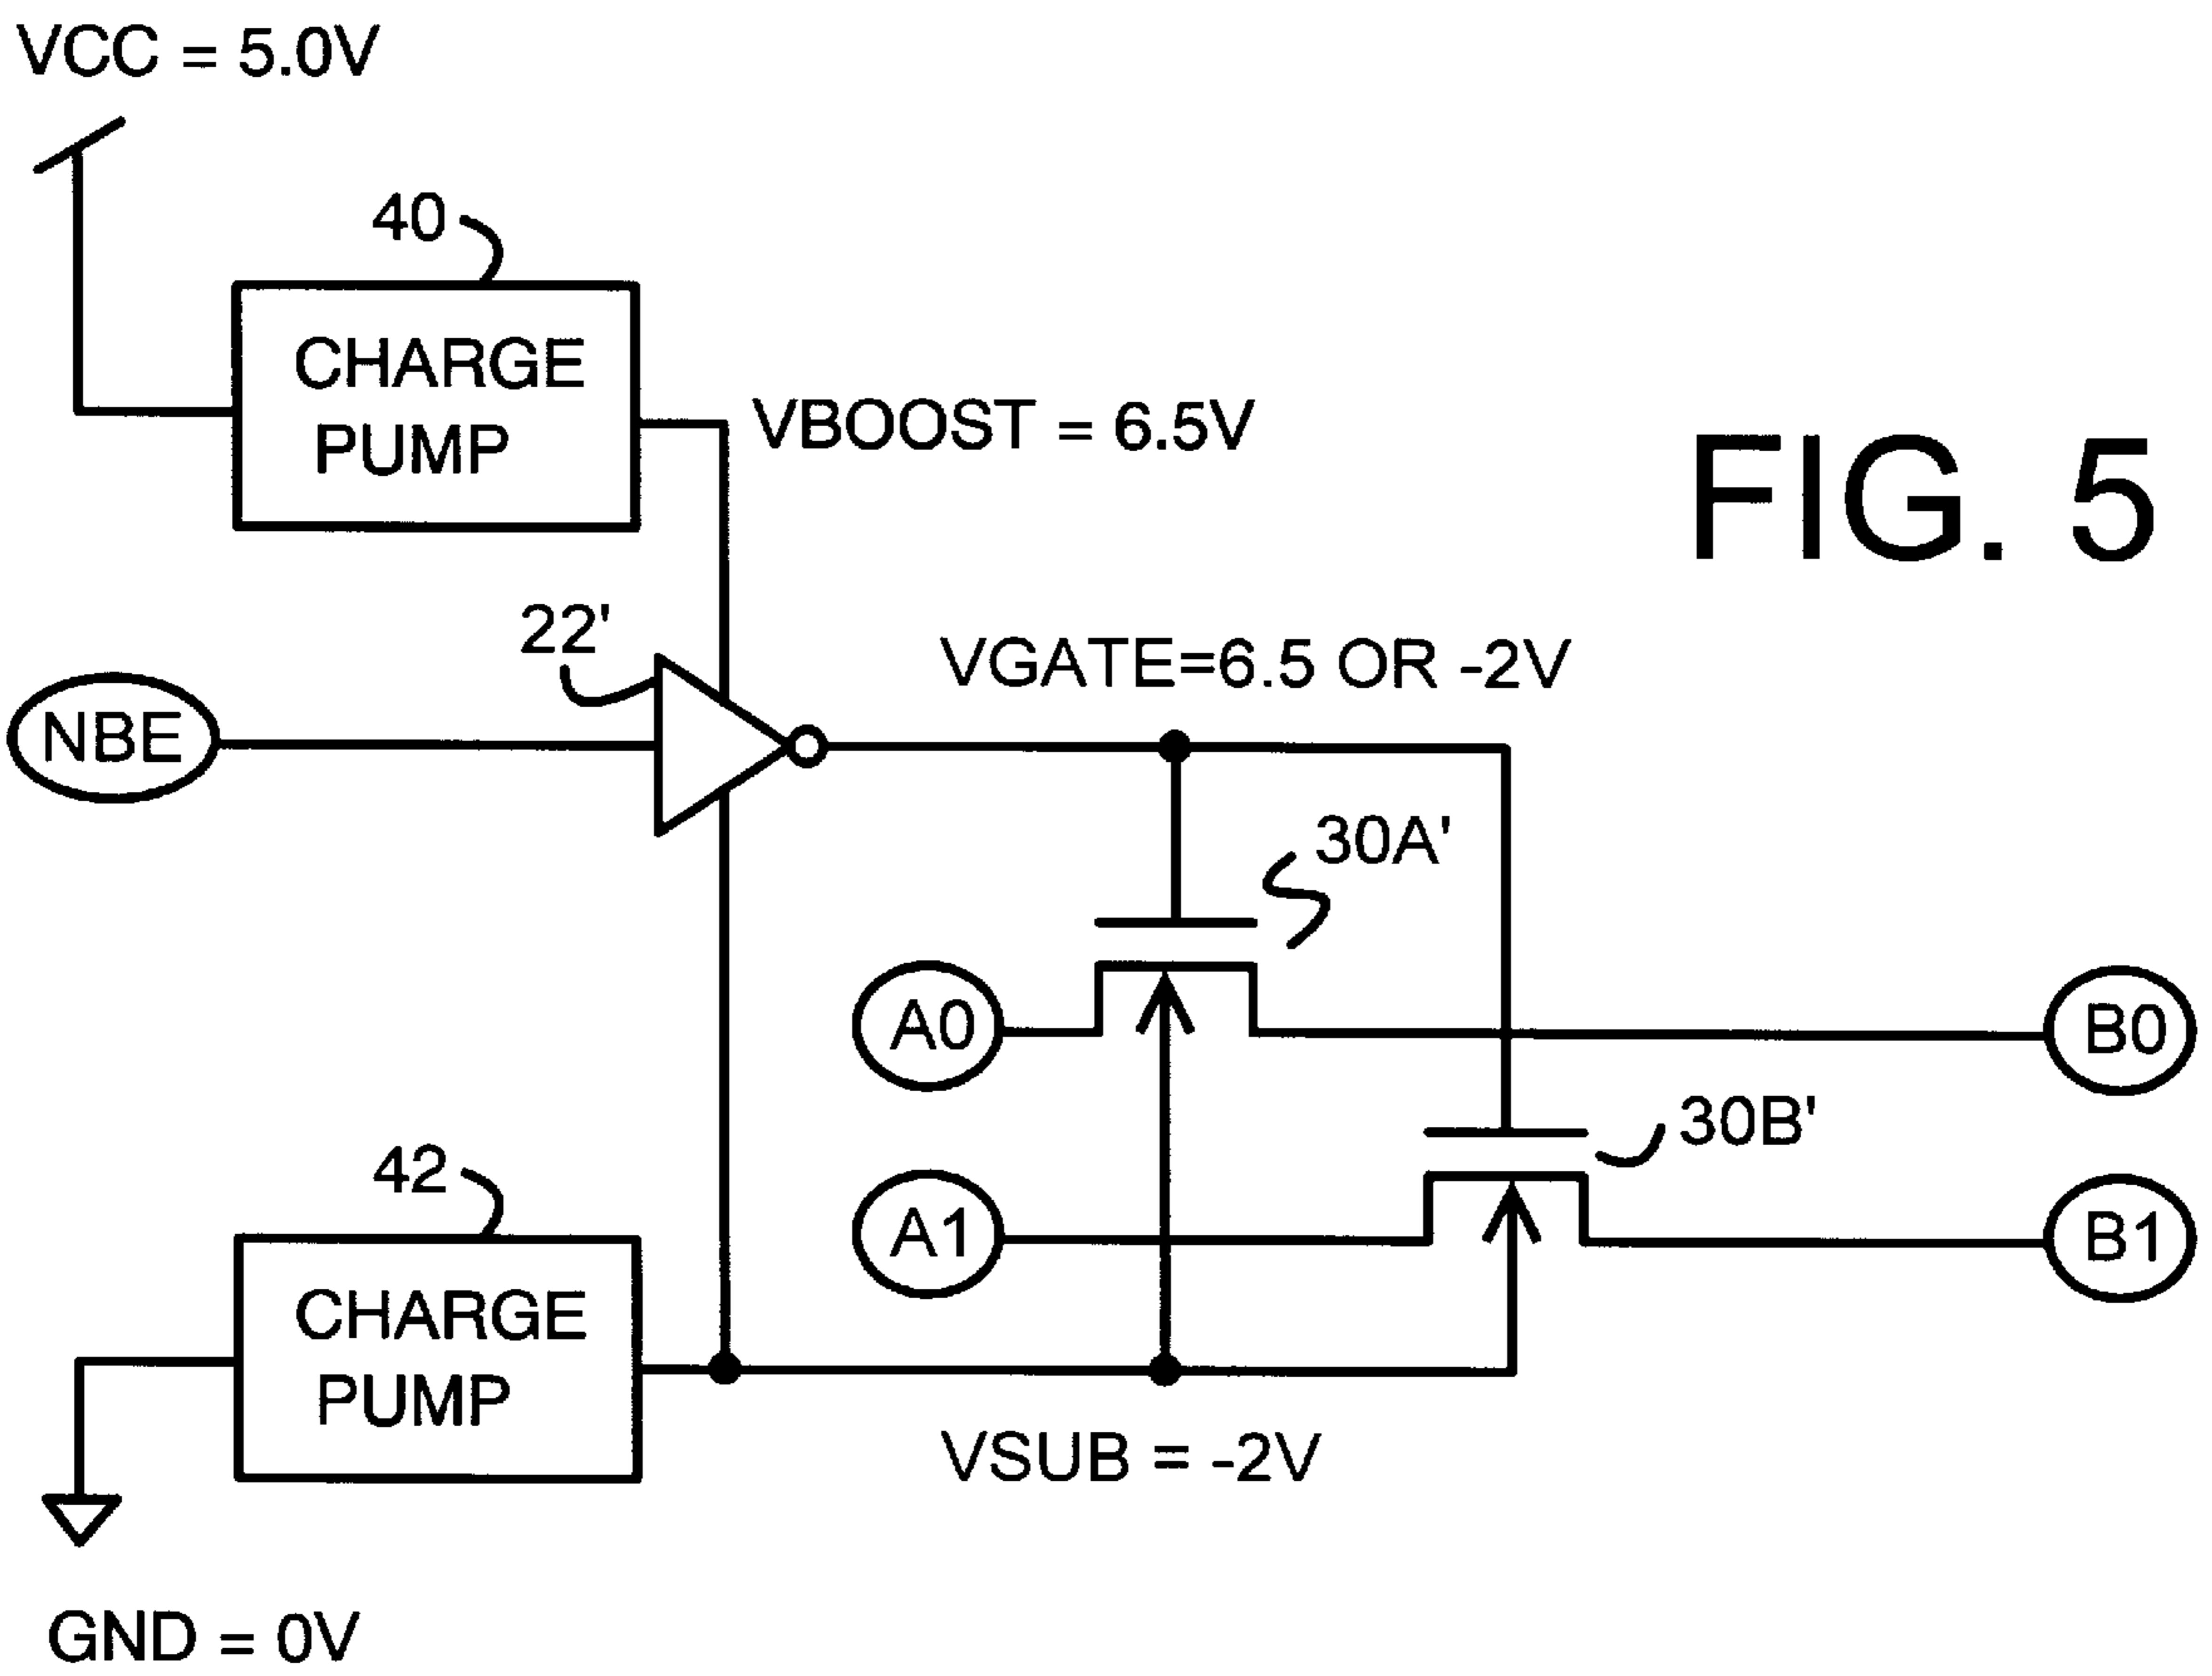 VCC = 5.0V
40
CHARGE
PUMP
VBOOST = 6.5V
FIG. 5
22'
VGATE=6.5 OR -2V
NBE
30A'
A0
B0
30B'
42
A1
B1
CHARGE
PUMP
VSUB = -2V
GND = 0V